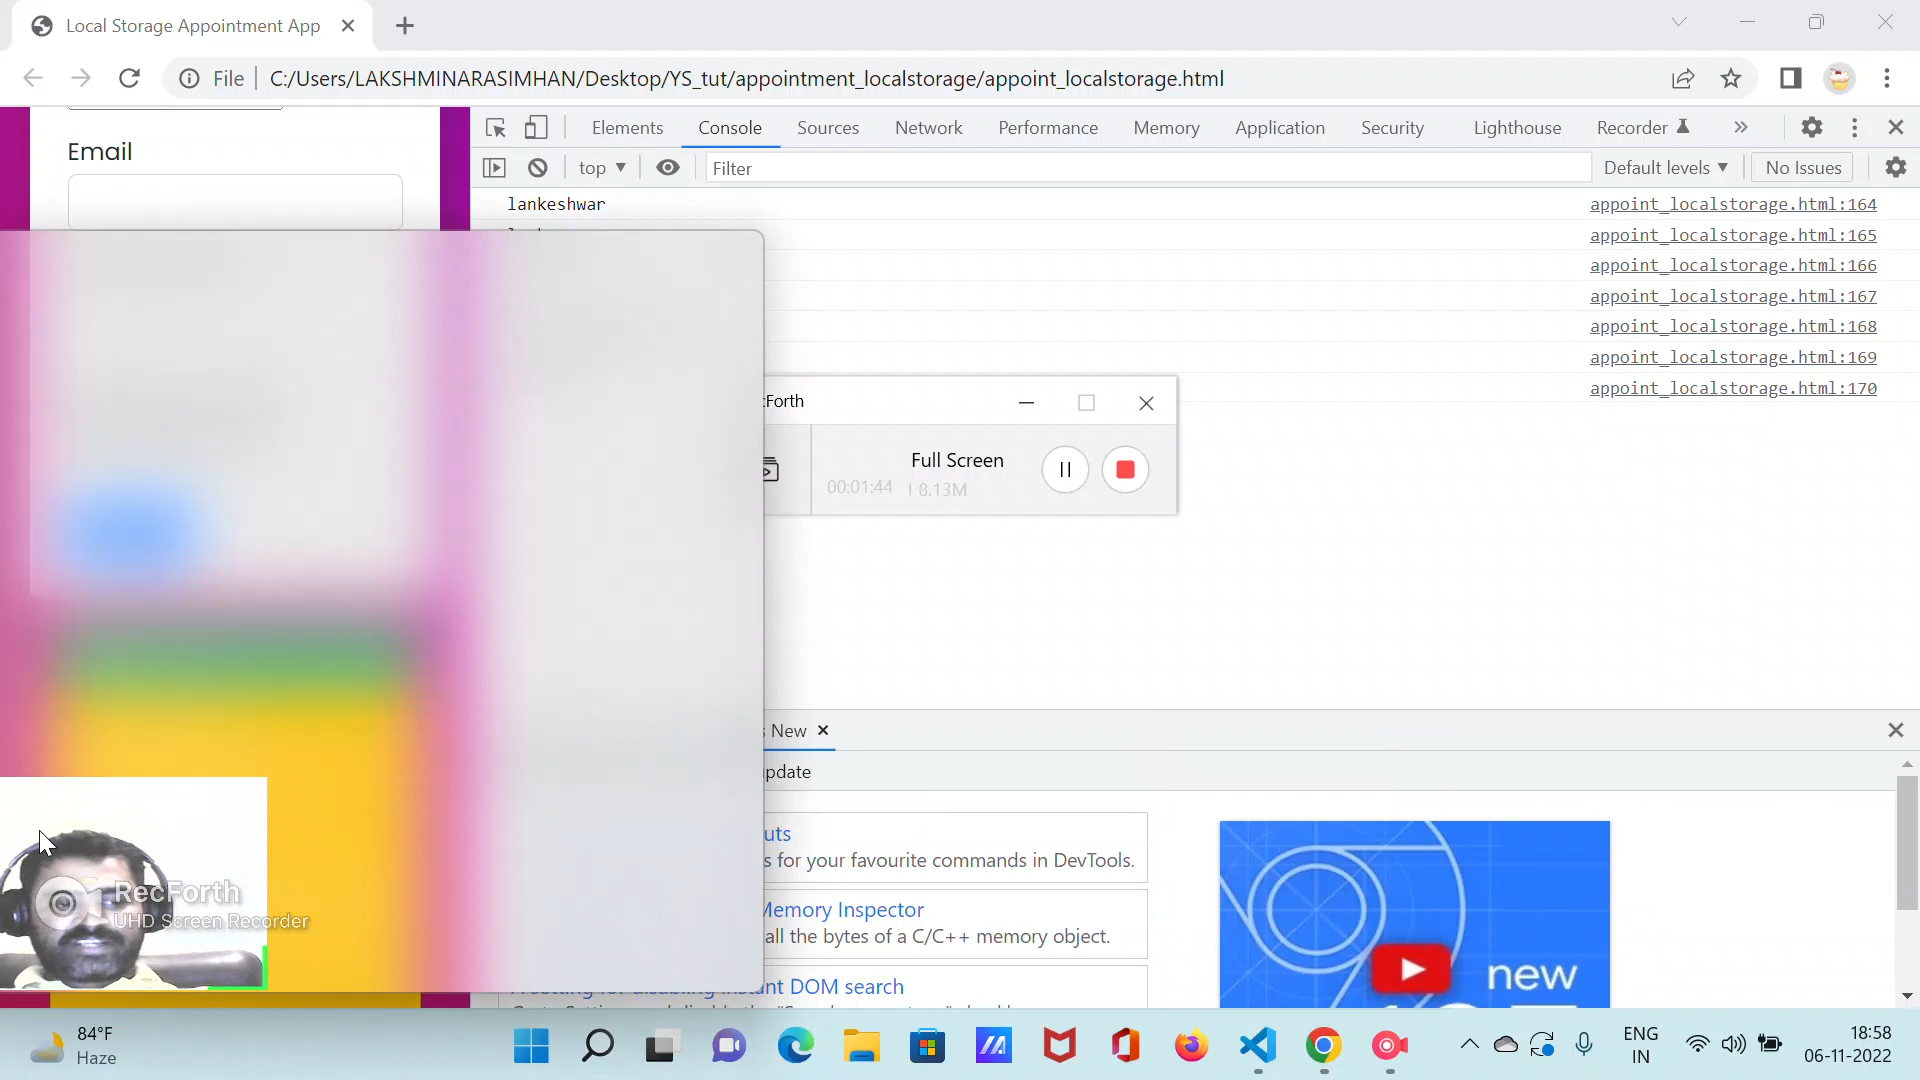 Local Storage Appointment App
File C:/Users/LAKSHMINARASIMHAN/Desktop/YS_tut/appointment_localstorage/appoint_localstorage.html
Elements Console Sources Network Performance Memory Application Security Lighthouse Recorder
top Filter Default levels No Issues
Email
lankeshwar appoint_localstorage.html:164
appoint_localstorage.html:165
appoint_localstorage.html:166
appoint_localstorage.html:167
appoint_localstorage.html:168
appoint_localstorage.html:169
appoint_localstorage.html:170
Forth
Full Screen
00:01:44 | 8.13M
New
update
uts
s for your favourite commands in DevTools.
Memory Inspector
all the bytes of a C/C++ memory object.
instant DOM search
new
RecForth
UHD Screen Recorder
84°F
Haze
ENG
IN
18:58
06-11-2022